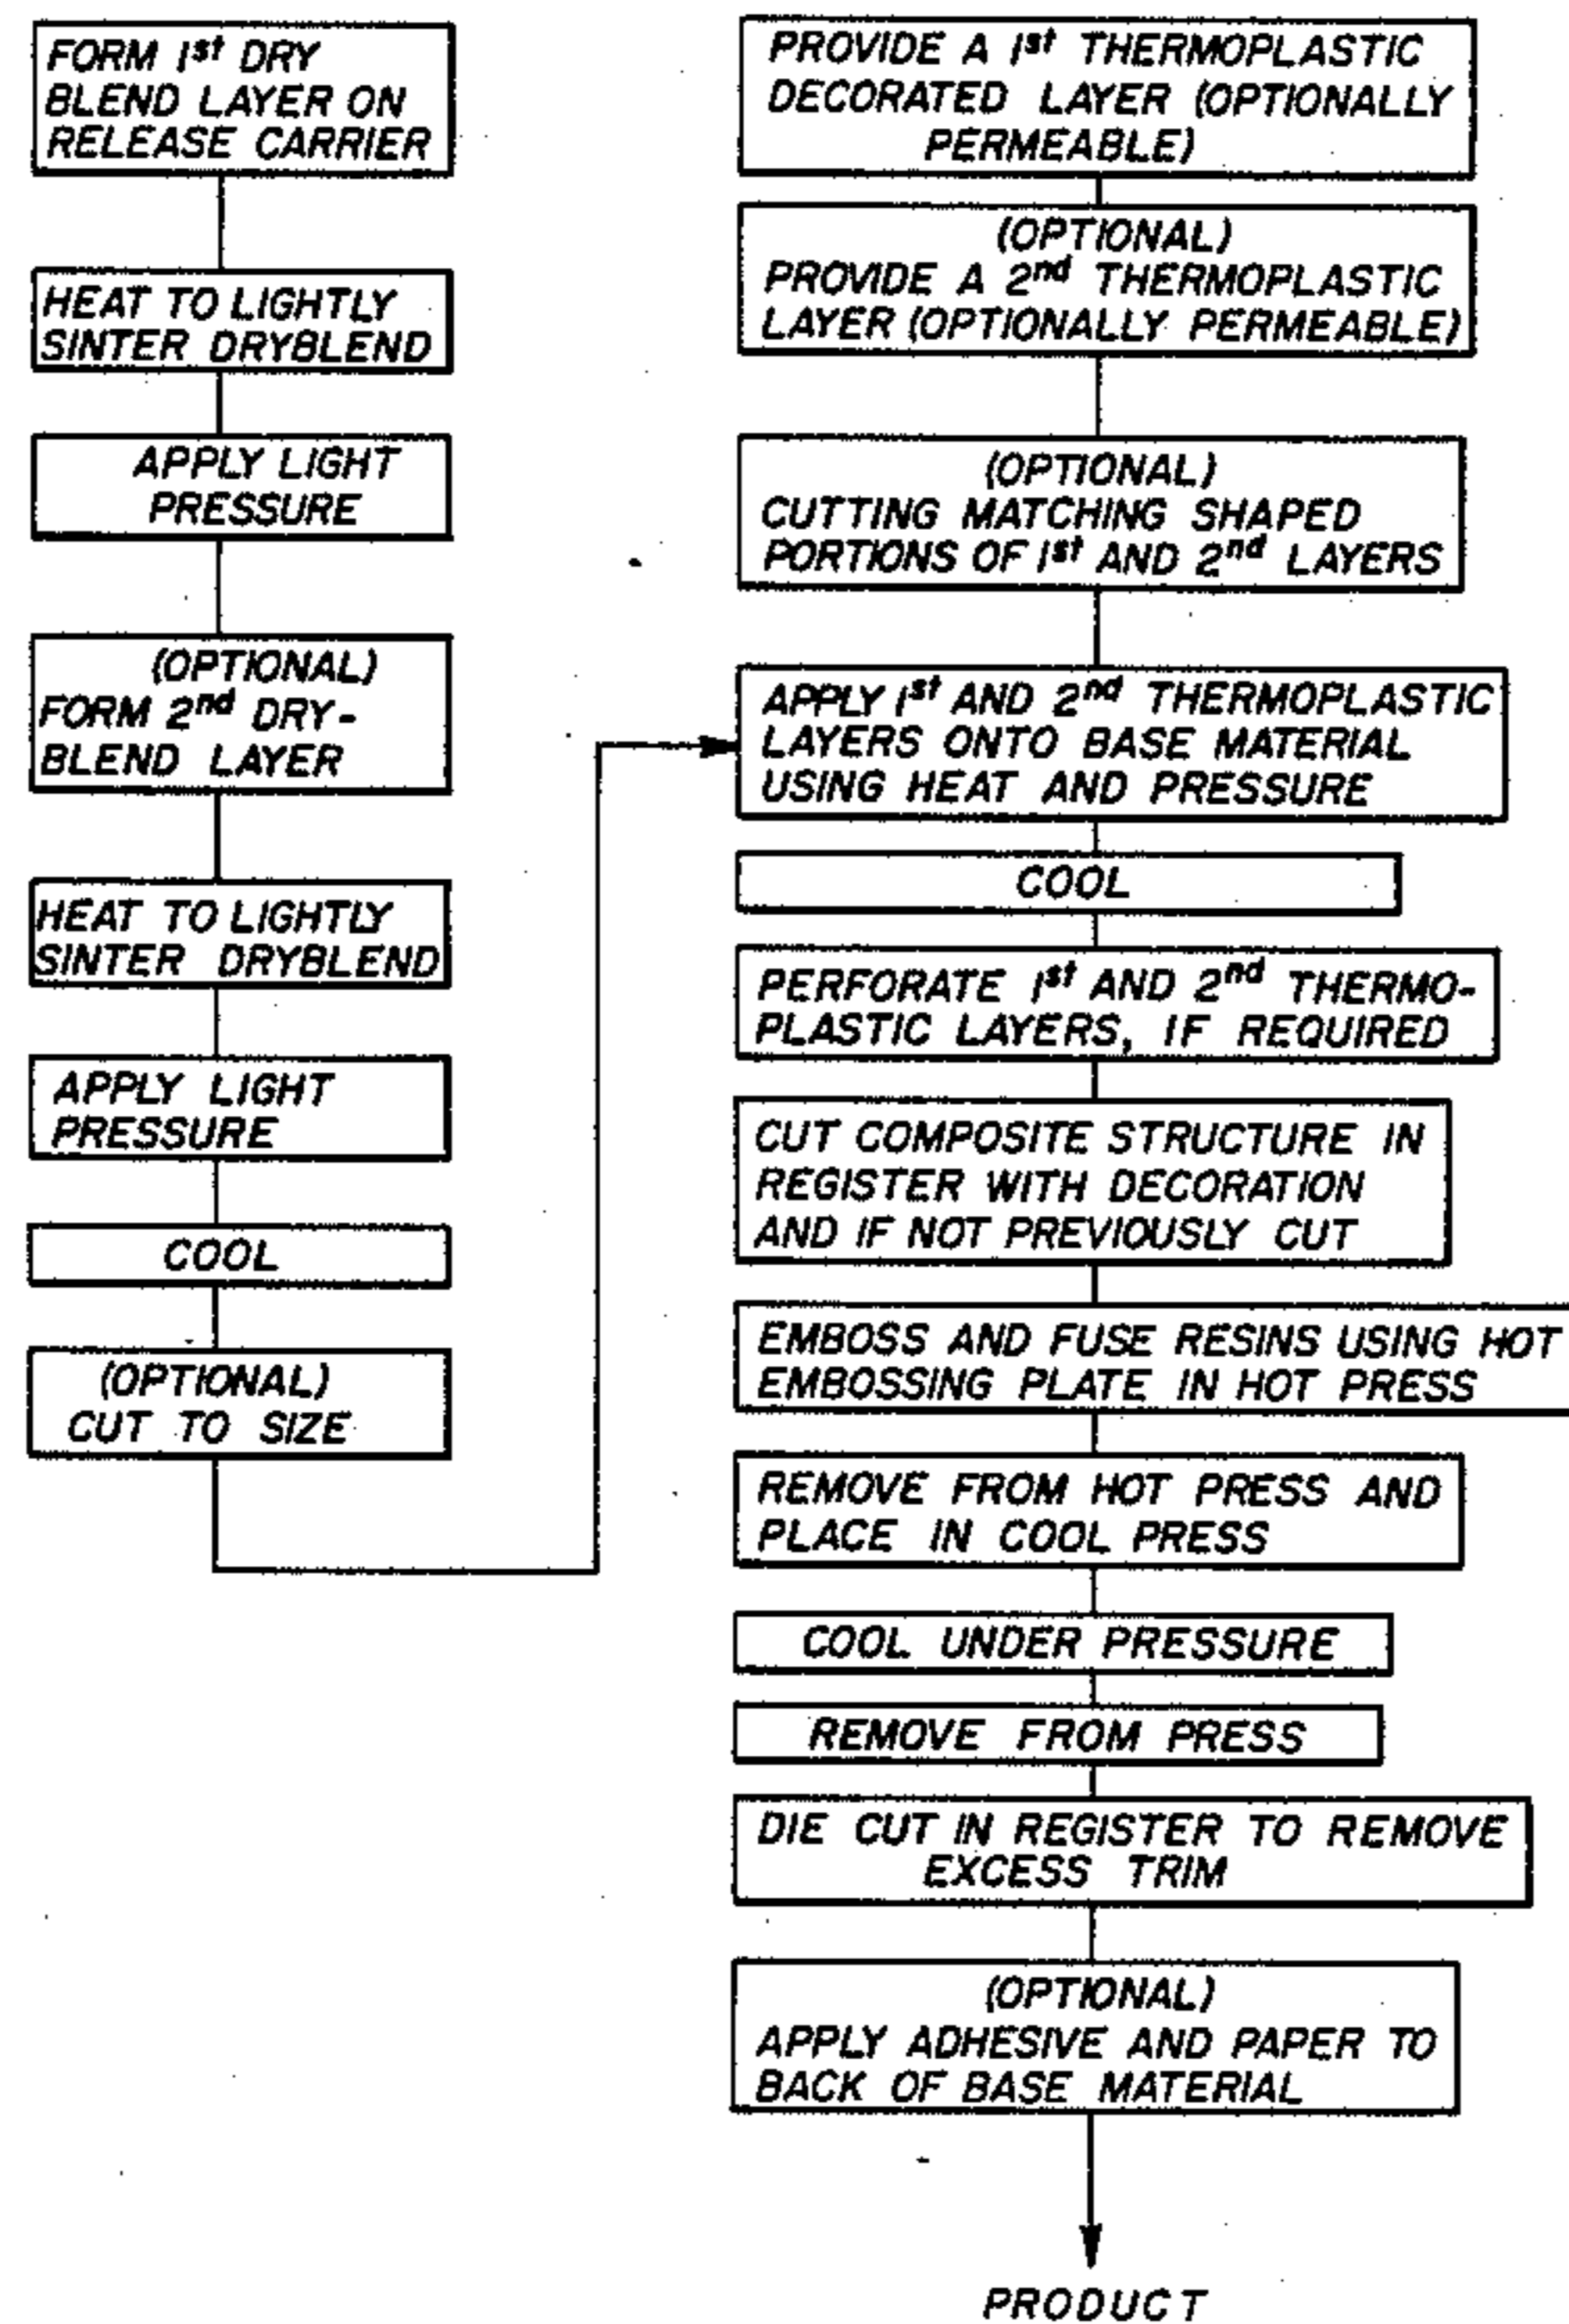 FORM 1st DRY
BLEND LAYER ON
RELEASE CARRIER
HEAT TO LIGHTLY
SINTER DRYBLEND
APPLY LIGHT
PRESSURE
(OPTIONAL)
FORM 2nd DRY-
BLEND LAYER
HEAT TO LIGHTLY
SINTER DRYBLEND
APPLY LIGHT
PRESSURE
COOL
(OPTIONAL)
CUT TO SIZE
PROVIDE A 1st THERMOPLASTIC
DECORATED LAYER (OPTIONALLY
PERMEABLE)
(OPTIONAL)
PROVIDE A 2nd THERMOPLASTIC
LAYER (OPTIONALLY PERMEABLE)
(OPTIONAL)
CUTTING MATCHING SHAPED
PORTIONS OF 1st AND 2nd LAYERS
APPLY 1st AND 2nd THERMOPLASTIC
LAYERS ONTO BASE MATERIAL
USING HEAT AND PRESSURE
COOL
PERFORATE 1st AND 2nd THERMO-
PLASTIC LAYERS, IF REQUIRED
CUT COMPOSITE STRUCTURE IN
REGISTER WITH DECORATION
AND IF NOT PREVIOUSLY CUT
EMBOSS AND FUSE RESINS USING HOT
EMBOSSING PLATE IN HOT PRESS
REMOVE FROM HOT PRESS AND
PLACE IN COOL PRESS
COOL UNDER PRESSURE
REMOVE FROM PRESS
DIE CUT IN REGISTER TO REMOVE
EXCESS TRIM
(OPTIONAL)
APPLY ADHESIVE AND PAPER TO
BACK OF BASE MATERIAL
PRODUCT